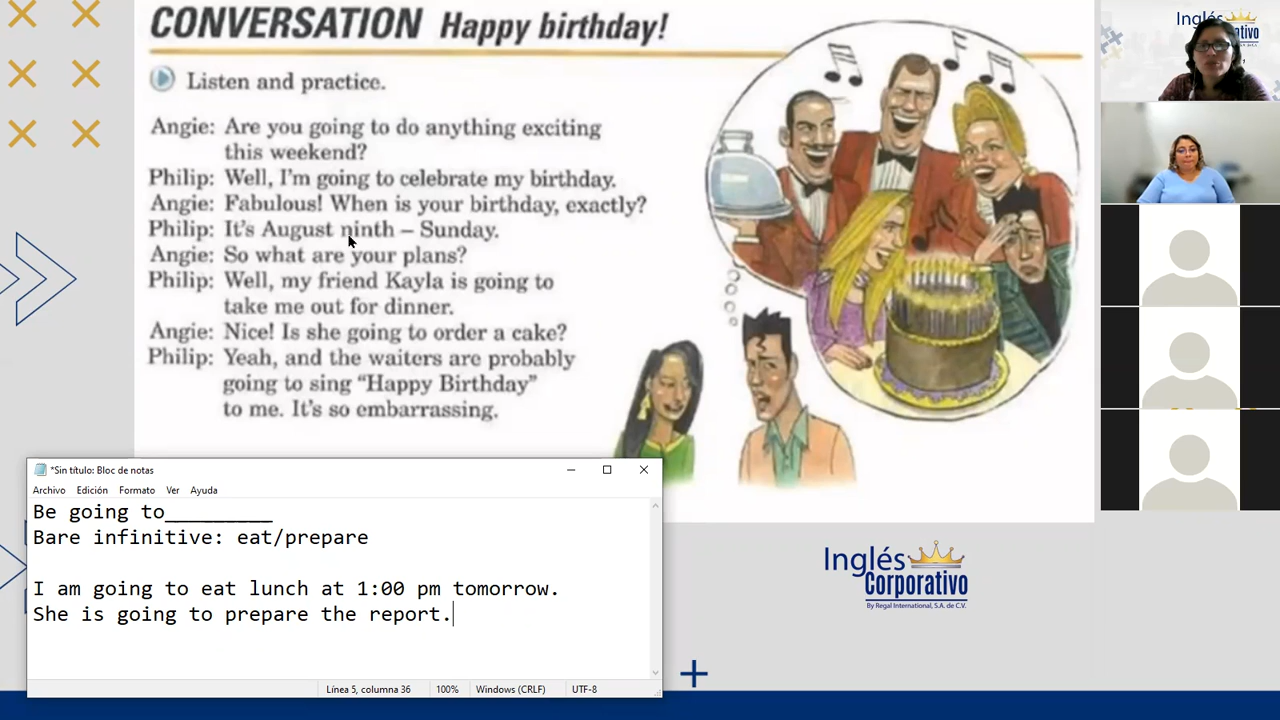 CONVERSATION Happy birthday!
Listen and practice.
Angie: Are you going to do anything exciting
this weekend?
Philip: Well, I'm going to celebrate my birthday.
Angie: Fabulous! When is your birthday, exactly?
Philip: It's August ninth – Sunday.
Angie: So what are your plans?
Philip: Well, my friend Kayla is going to
take me out for dinner.
Angie: Nice! Is she going to order a cake?
Philip: Yeah, and the waiters are probably
going to sing "Happy Birthday"
to me. It's so embarrassing.
*Sin título: Bloc de notas
Archivo Edición Formato Ver Ayuda
Be going to_________
Bare infinitive: eat/prepare
I am going to eat lunch at 1:00 pm tomorrow.
She is going to prepare the report.
Línea 5, columna 36 100% Windows (CRLF) UTF-8
Inglés
Corporativo
By Regal International, S.A. de C.V.
Inglés